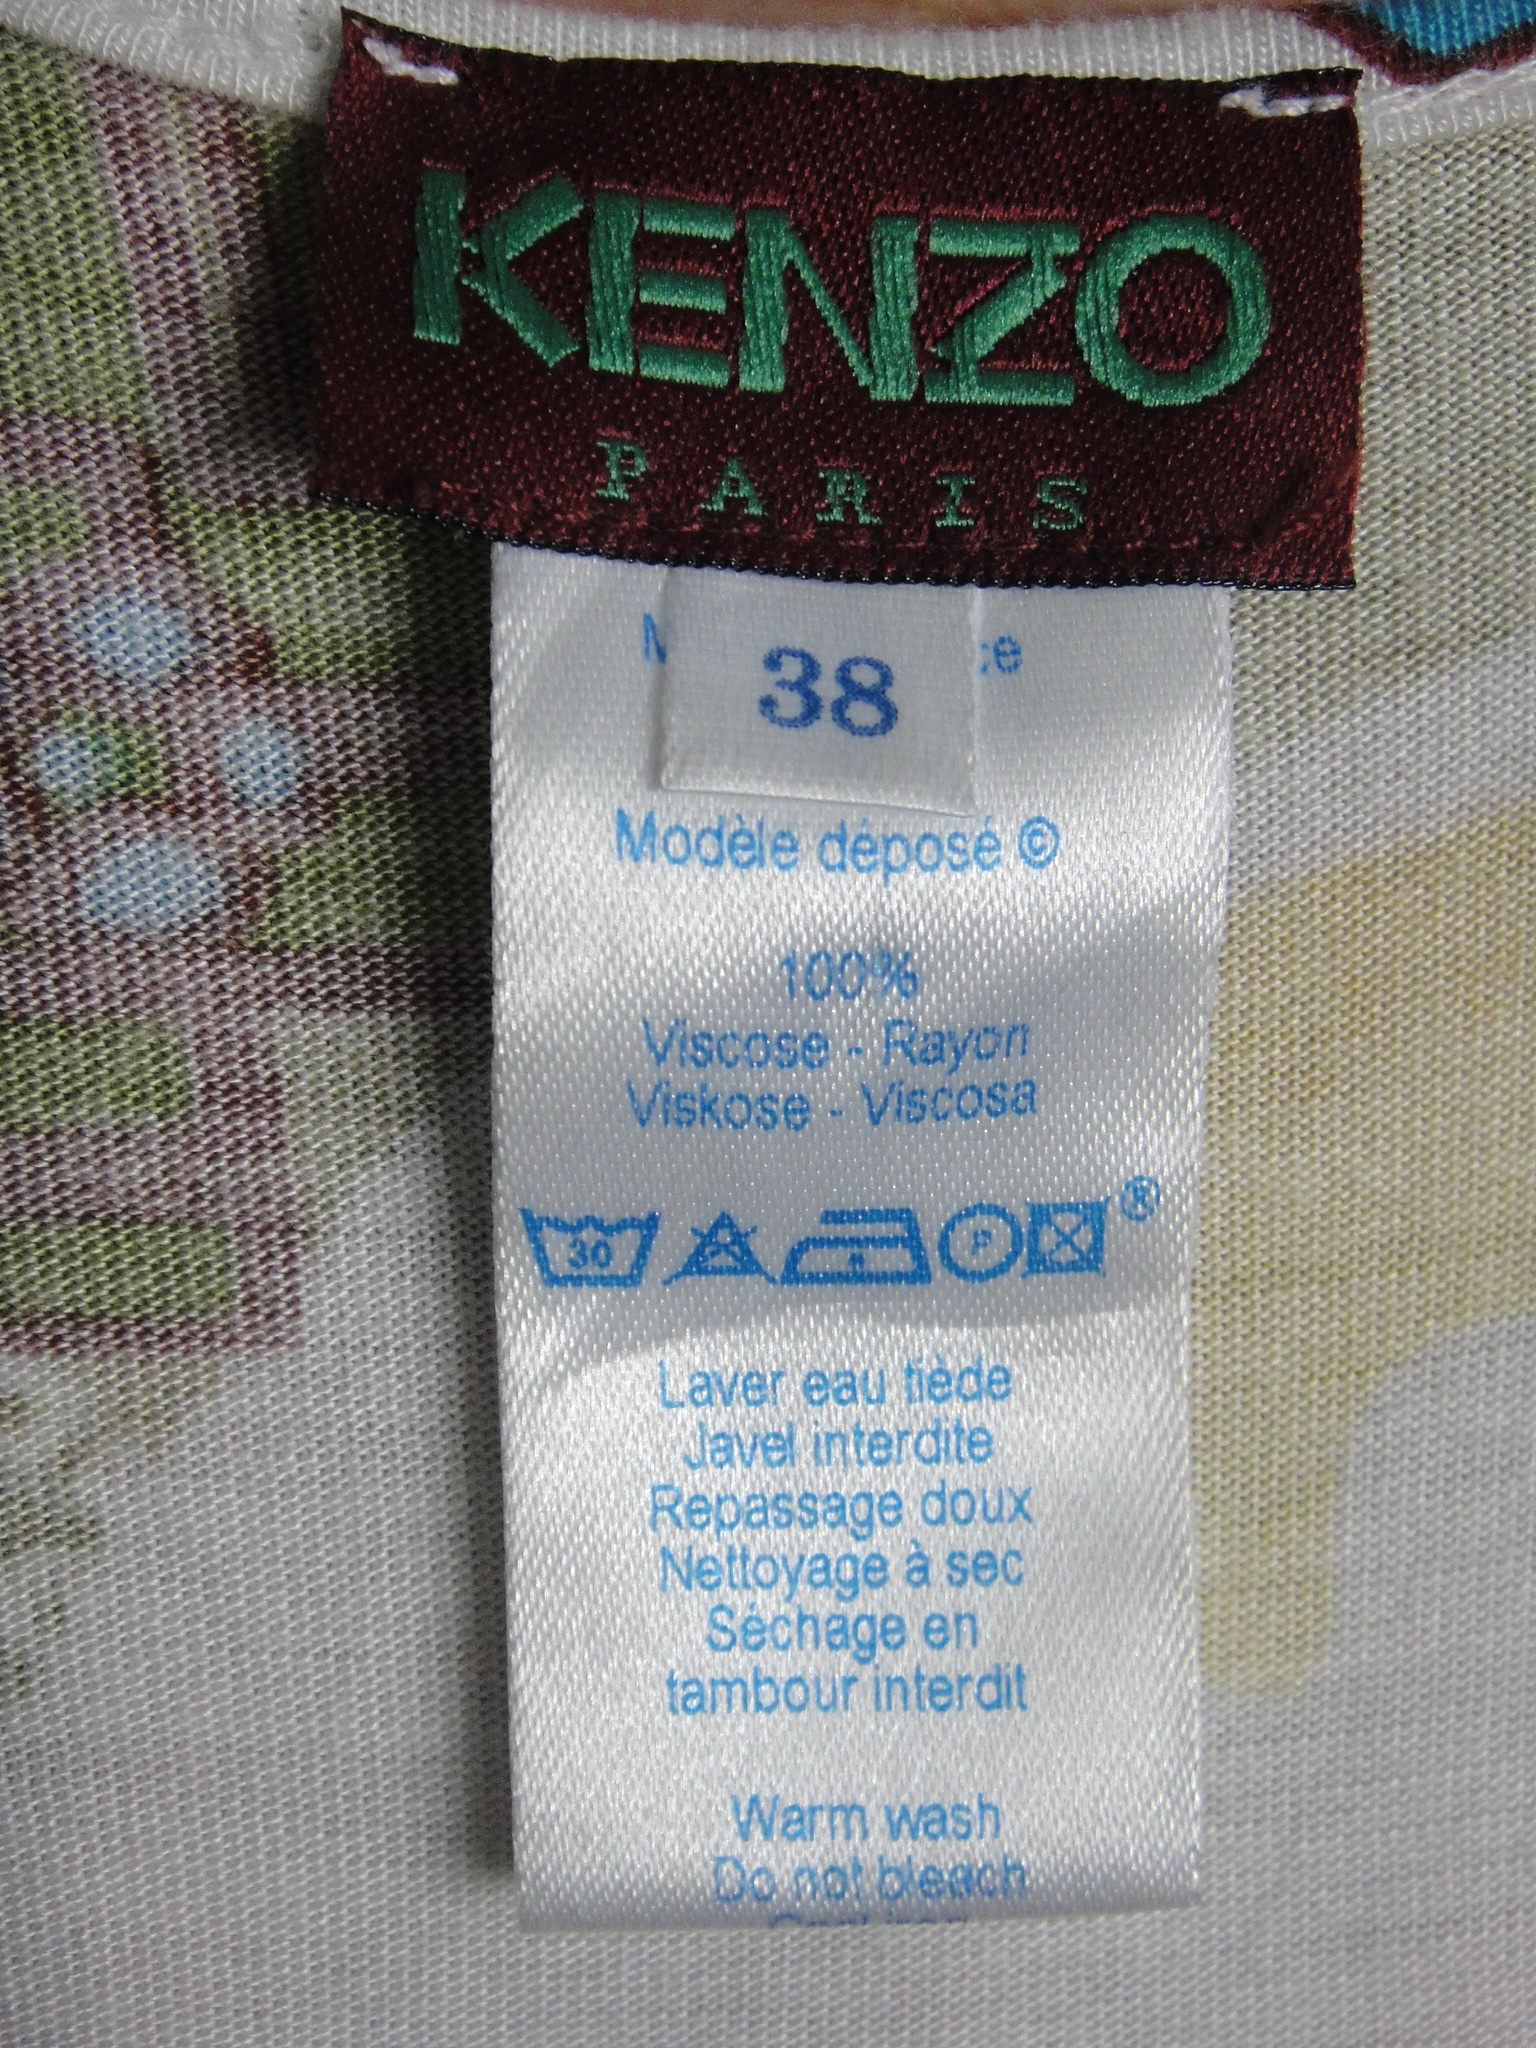 KENZO
PARIS
38
Modèle déposé ©
100%
Viscose - Rayon
Viskose - Viscosa
30 P ®
Laver eau tiède
Javel interdite
Repassage doux
Nettoyage à sec
Séchage en
tambour interdit
Warm wash
Do not bleach